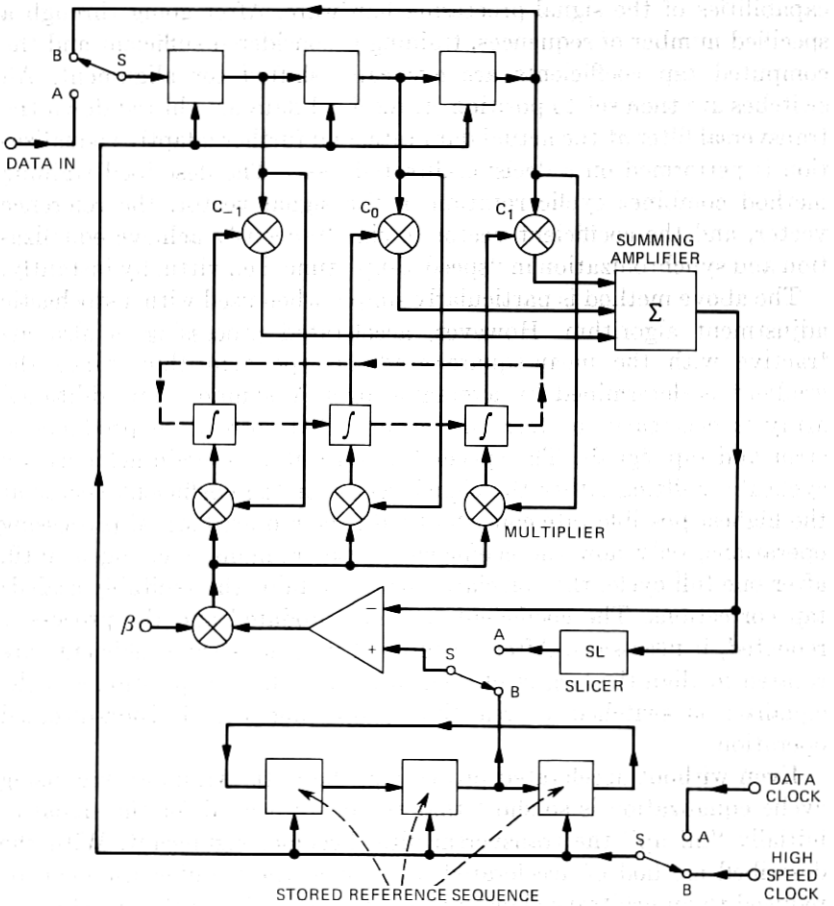 B
S
A
DATA IN
C₋₁
C₀
C₁
SUMMING
AMPLIFIER
Σ
∫
∫
∫
MULTIPLIER
β
−
+
A
S
B
SL
SLICER
DATA
CLOCK
A
S
B
HIGH
SPEED
CLOCK
STORED REFERENCE SEQUENCE